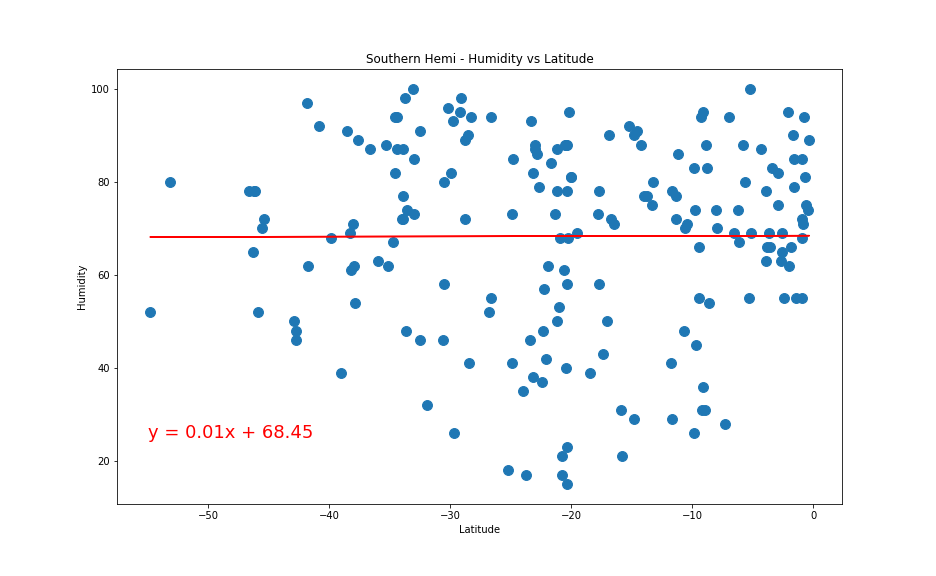 Southern Hemi - Humidity vs Latitude
100
80
60
40
20
Humidity
y = 0.01x + 68.45
−50
−40
−30
−20
−10
0
Latitude